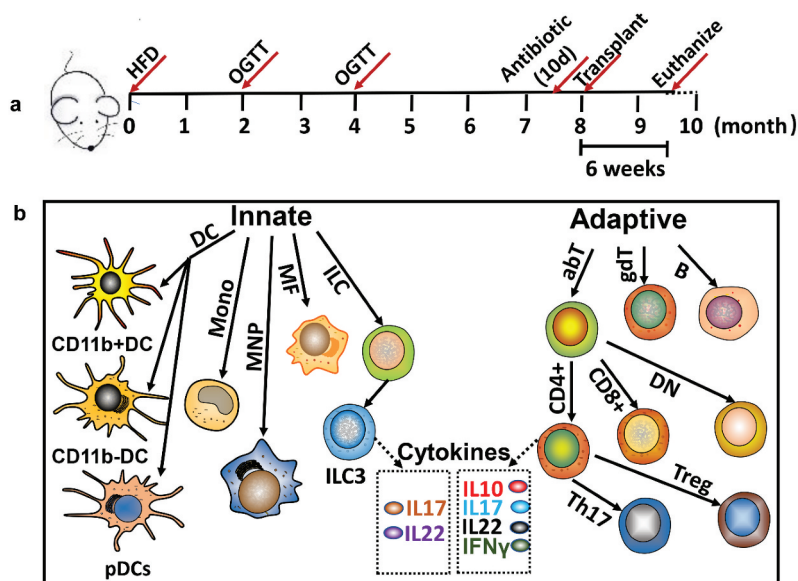 a
HFD
OGTT
OGTT
Antibiotic
(10d)
Transplant
Euthanize
0 1 2 3 4 5 6 7 8 9 10 (month)
6 weeks
b
Innate
Adaptive
DC
Mono
MNP
MF
ILC
abT
gdT
B
CD11b+DC
CD11b-DC
pDCs
ILC3
CD4+
CD8+
DN
Cytokines
IL17
IL22
IL10
IL17
IL22
IFNγ
Th17
Treg